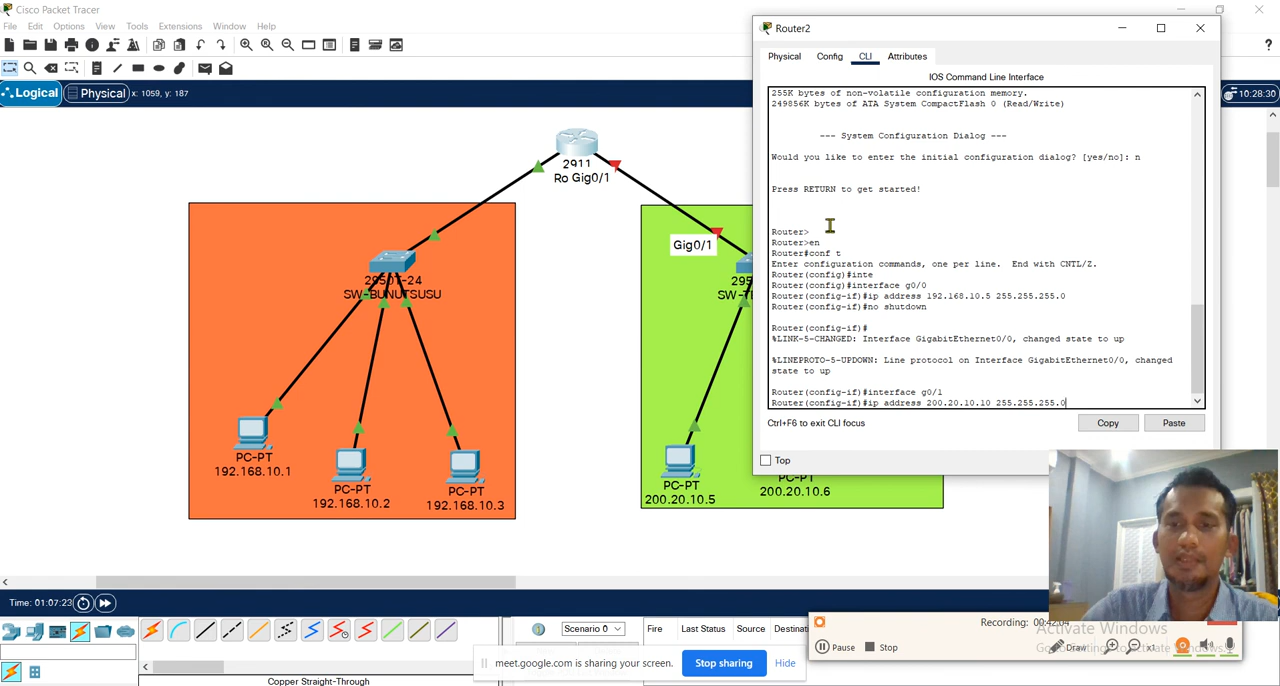 Cisco Packet Tracer
File Edit Options View Tools Extensions Window Help
Logical Physical x: 1059, y: 187
10:28:30
Router2
Physical Config CLI Attributes
IOS Command Line Interface
255K bytes of non-volatile configuration memory.
249856K bytes of ATA System CompactFlash 0 (Read/Write)
--- System Configuration Dialog ---
Would you like to enter the initial configuration dialog? [yes/no]: n
Press RETURN to get started!
Router>
Router>en
Router#conf t
Enter configuration commands, one per line. End with CNTL/Z.
Router(config)#inte
Router(config)#interface g0/0
Router(config-if)#ip address 192.168.10.5 255.255.255.0
Router(config-if)#no shutdown
Router(config-if)#
%LINK-5-CHANGED: Interface GigabitEthernet0/0, changed state to up
%LINEPROTO-5-UPDOWN: Line protocol on Interface GigabitEthernet0/0, changed
state to up
Router(config-if)#interface g0/1
Router(config-if)#ip address 200.20.10.10 255.255.255.0
Ctrl+F6 to exit CLI focus
Copy Paste
Top
2911
Ro Gig0/1
Gig0/1
2950T-24
SW-BUNUTSUSU
295
SW-T
PC-PT
192.168.10.1
PC-PT
192.168.10.2
PC-PT
192.168.10.3
PC-PT
200.20.10.5
PC-PT
200.20.10.6
Time: 01:07:23
Scenario 0
Fire Last Status Source Destinat
Copper Straight-Through
meet.google.com is sharing your screen. Stop sharing Hide
Recording: 00:42:04
Pause Stop Draw x1
Activate Windows